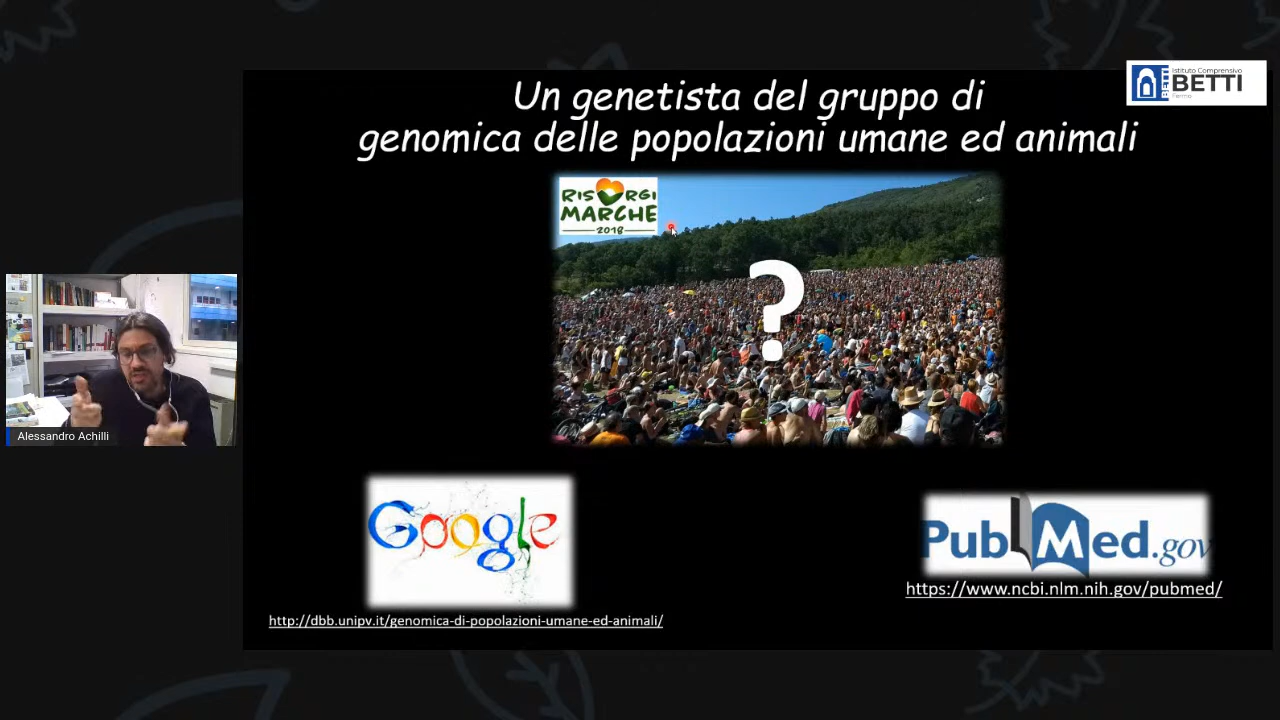 Istituto Comprensivo
BETTI
BETTI
Fermo
Un genetista del gruppo di
genomica delle popolazioni umane ed animali
RISORGI
MARCHE
2018
?
Alessandro Achilli
Google
PubMed.gov
https://www.ncbi.nlm.nih.gov/pubmed/
http://dbb.unipv.it/genomica-di-popolazioni-umane-ed-animali/